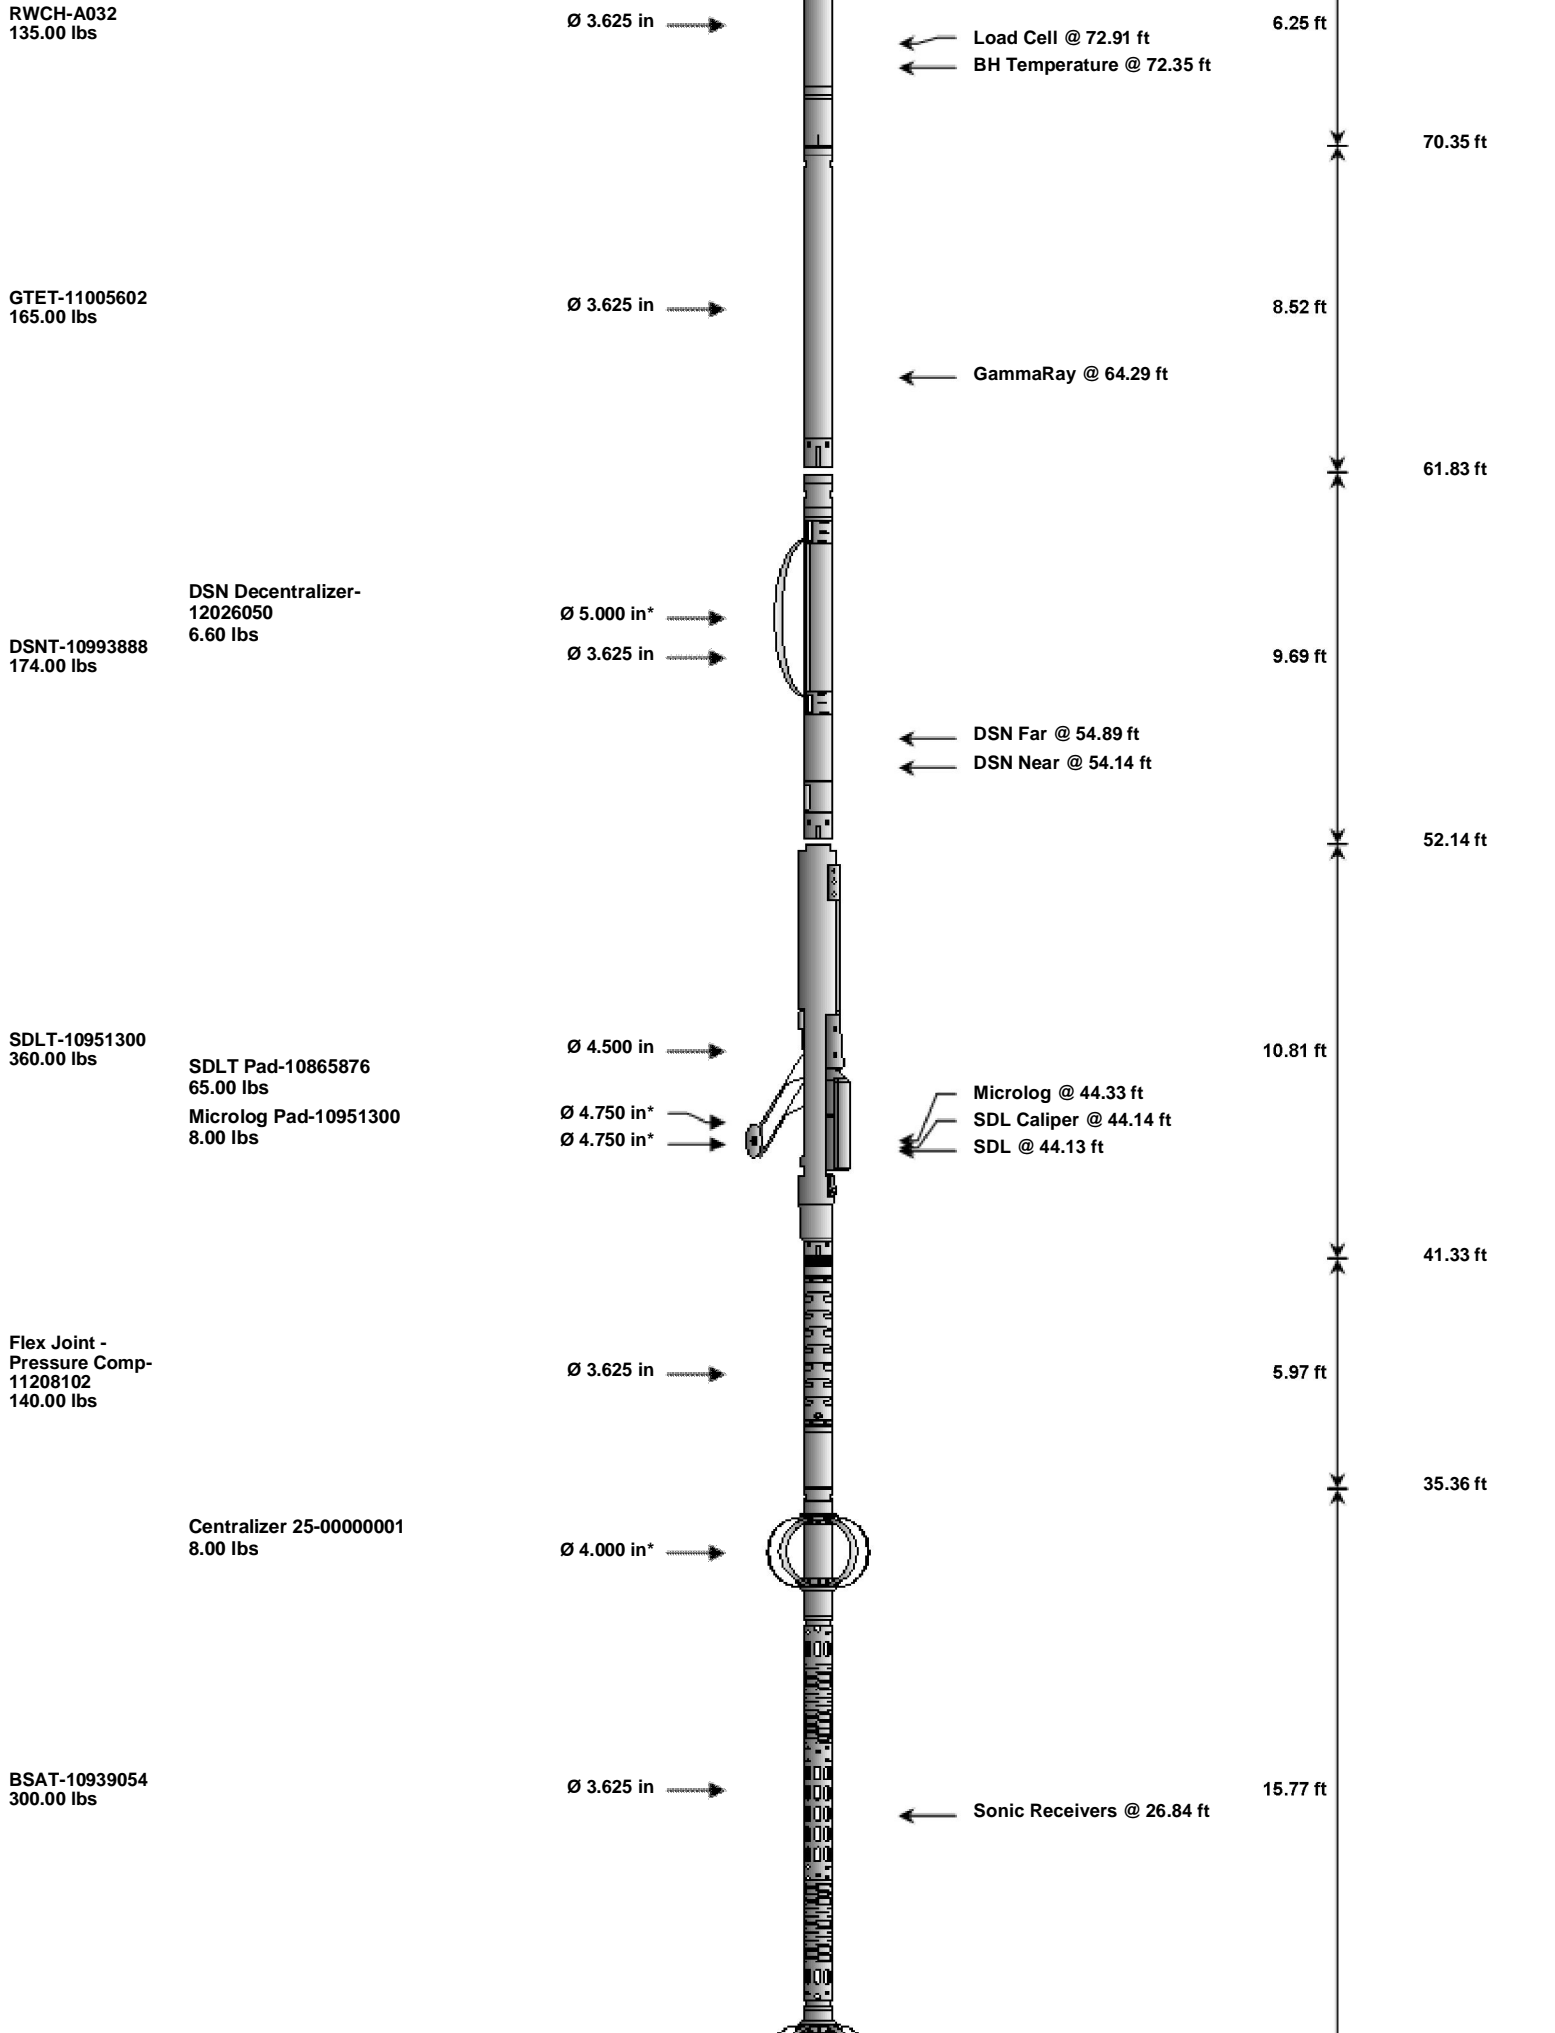 RWCH-A032
135.00 lbs
Ø 3.625 in
6.25 ft
Load Cell @ 72.91 ft
BH Temperature @ 72.35 ft
70.35 ft
GTET-11005602
165.00 lbs
Ø 3.625 in
8.52 ft
GammaRay @ 64.29 ft
61.83 ft
DSN Decentralizer-
12026050
6.60 lbs
Ø 5.000 in*
DSNT-10993888
174.00 lbs
Ø 3.625 in
9.69 ft
DSN Far @ 54.89 ft
DSN Near @ 54.14 ft
52.14 ft
SDLT-10951300
360.00 lbs
Ø 4.500 in
10.81 ft
SDLT Pad-10865876
65.00 lbs
Microlog Pad-10951300
8.00 lbs
Ø 4.750 in*
Ø 4.750 in*
Microlog @ 44.33 ft
SDL Caliper @ 44.14 ft
SDL @ 44.13 ft
41.33 ft
Flex Joint -
Pressure Comp-
11208102
140.00 lbs
Ø 3.625 in
5.97 ft
35.36 ft
Centralizer 25-00000001
8.00 lbs
Ø 4.000 in*
BSAT-10939054
300.00 lbs
Ø 3.625 in
15.77 ft
Sonic Receivers @ 26.84 ft